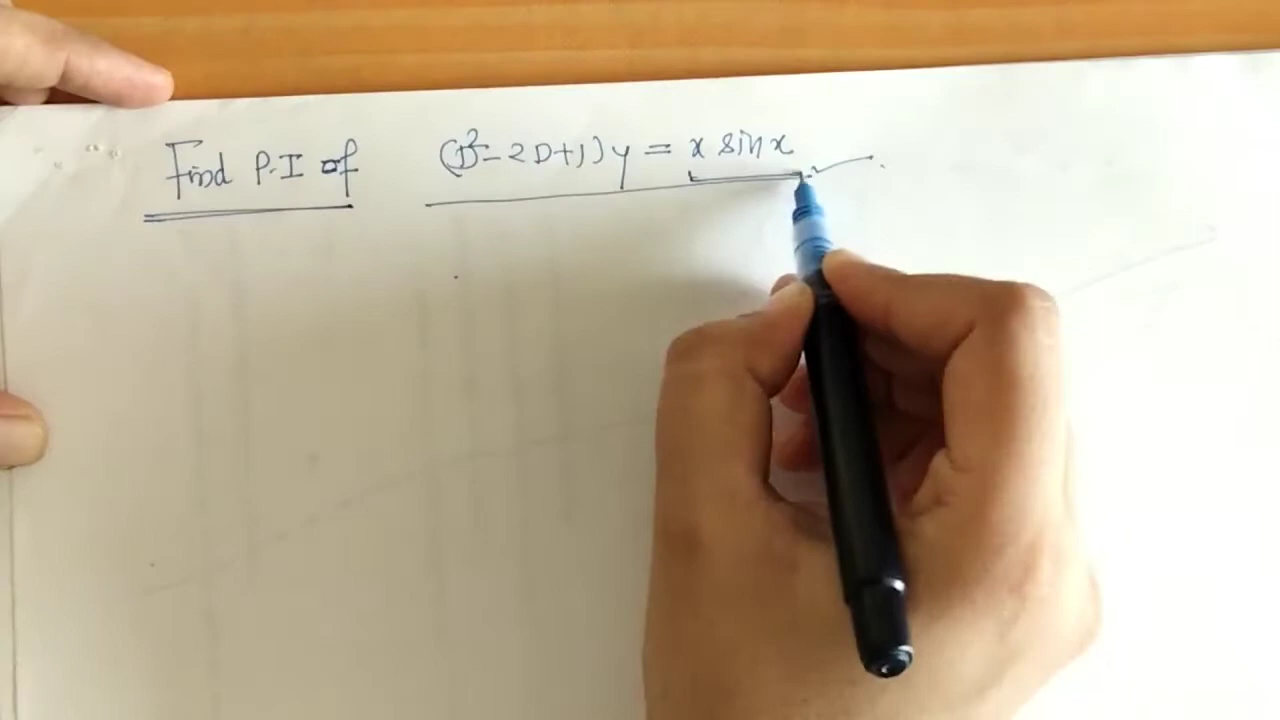 Find P.I of (D²-2D+1)y = x sin x